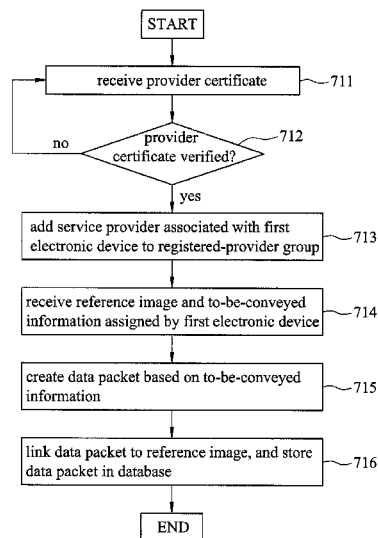 START
receive provider certificate
711
provider
certificate verified?
712
no
yes
add service provider associated with first
electronic device to registered-provider group
713
receive reference image and to-be-conveyed
information assigned by first electronic device
714
create data packet based on to-be-conveyed
information
715
link data packet to reference image, and store
data packet in database
716
END